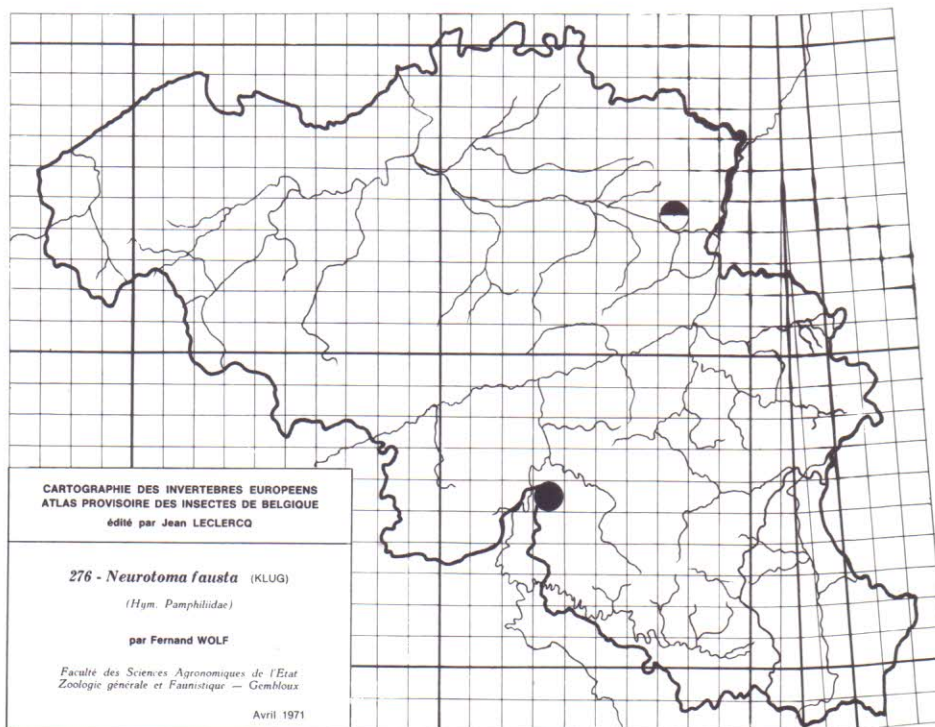 CARTOGRAPHIE DES INVERTEBRES EUROPEENS
ATLAS PROVISOIRE DES INSECTES DE BELGIQUE
édité par Jean LECLERCQ
276 - Neurotoma fausta (KLUG)
(Hym. Pamphiliidae)
par Fernand WOLF
Faculté des Sciences Agronomiques de l'Etat
Zoologie générale et Faunistique — Gembloux
Avril 1971